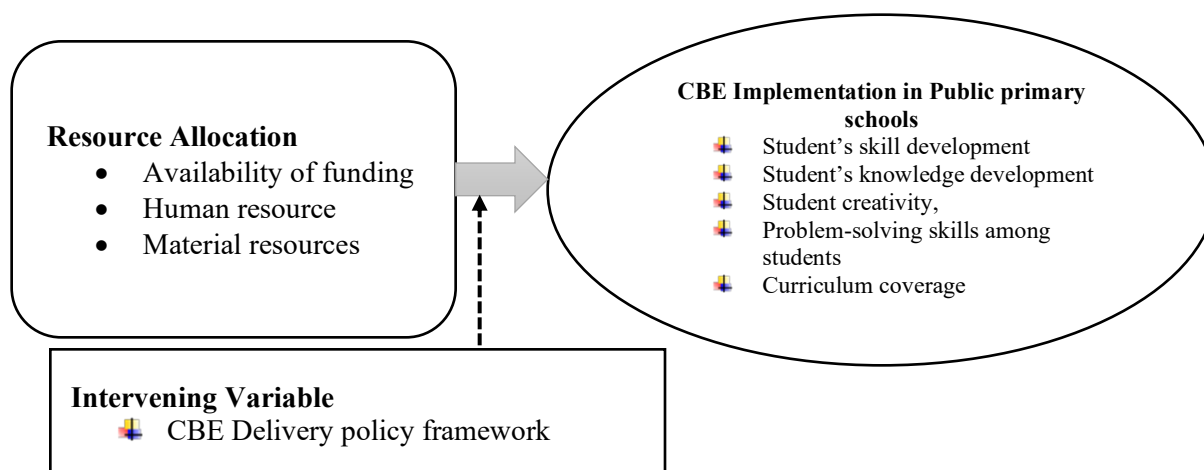 Resource Allocation
• Availability of funding
• Human resource
• Material resources
CBE Implementation in Public primary
schools
Student’s skill development
Student’s knowledge development
Student creativity,
Problem-solving skills among
students
Curriculum coverage
Intervening Variable
CBE Delivery policy framework